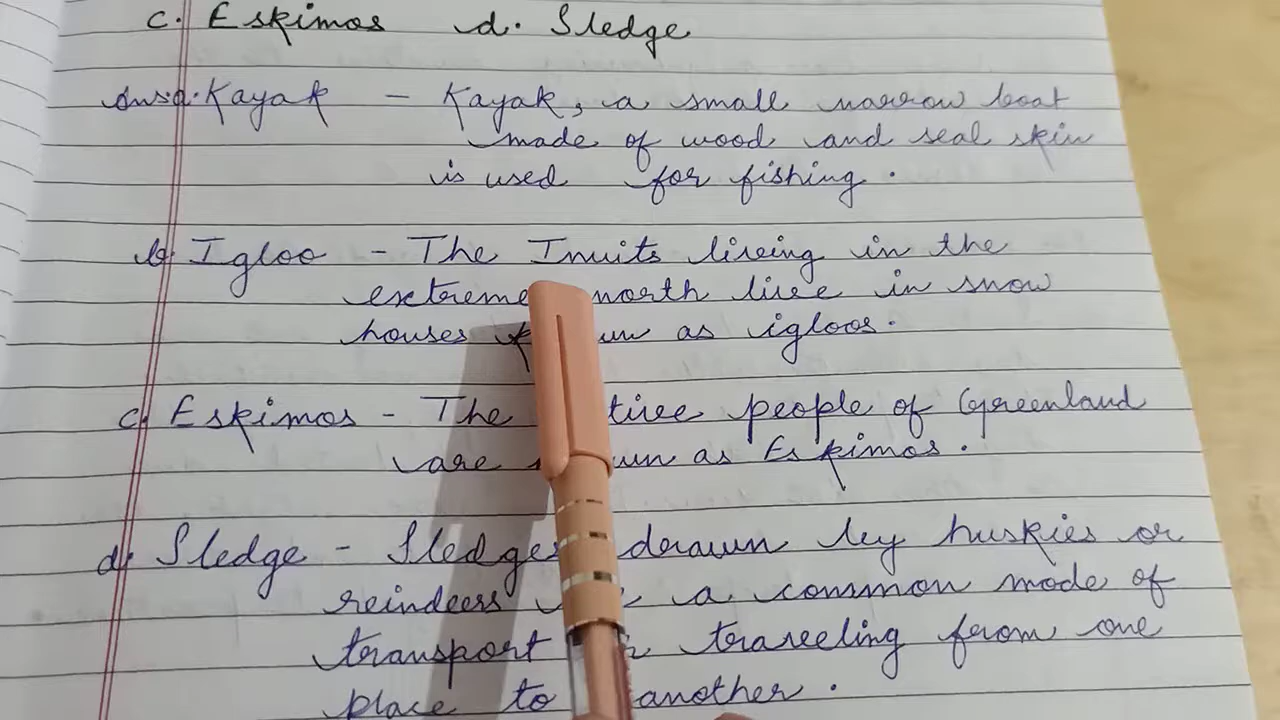 c. Eskimos d. Sledge
Ans a. Kayak - Kayak, a small narrow boat
made of wood and seal skin
is used for fishing.
b. Igloo - The Inuits living in the
extreme north live in snow
houses as igloos.
c. Eskimos - The people of Greenland
are as Eskimos.
d. Sledge - Sledges drawn by huskies or
reindeers a common mode of
transport traveling from one
place to another.